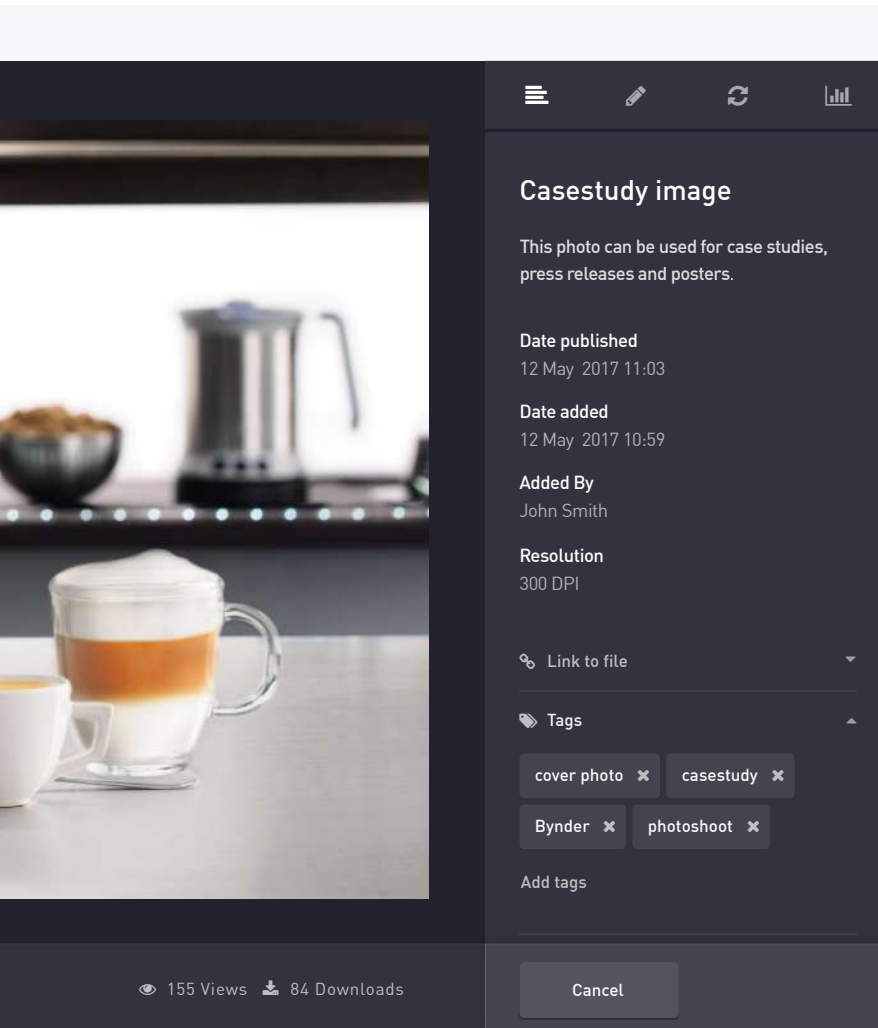 Casestudy image
This photo can be used for case studies,
press releases and posters.
Date published
12 May 2017 11:03
Date added
12 May 2017 10:59
Added By
John Smith
Resolution
300 DPI
Link to file
Tags
cover photo casestudy
Bynder photoshoot
Add tags
155 Views 84 Downloads
Cancel